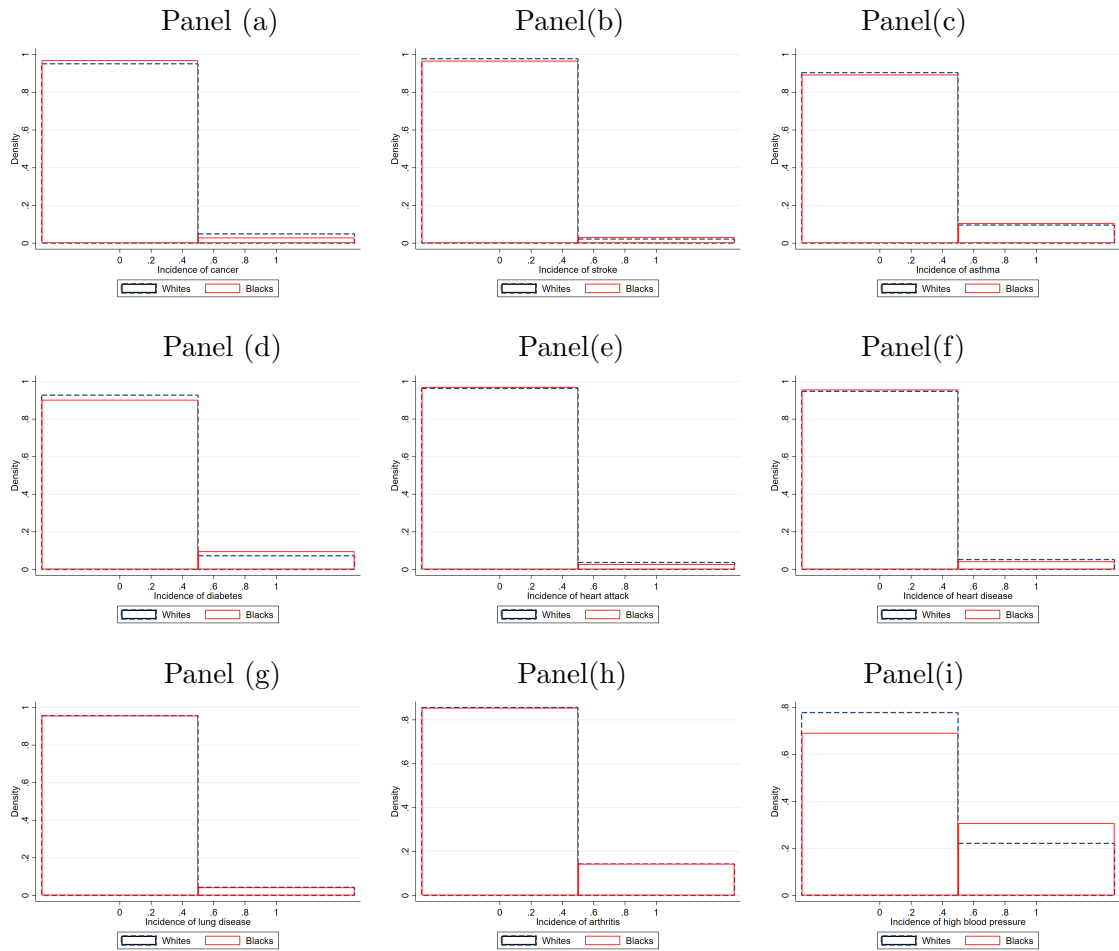 Panel (a) Panel(b) Panel(c)
Density
0 .2 .4 .6 .8 1
0 .2 .4 .6 .8 1
Incidence of cancer
Whites Blacks
Density
0 .2 .4 .6 .8 1
0 .2 .4 .6 .8 1
Incidence of stroke
Whites Blacks
Density
0 .2 .4 .6 .8 1
0 .2 .4 .6 .8 1
Incidence of asthma
Whites Blacks
Panel (d) Panel(e) Panel(f)
Density
0 .2 .4 .6 .8 1
0 .2 .4 .6 .8 1
Incidence of diabetes
Whites Blacks
Density
0 .2 .4 .6 .8 1
0 .2 .4 .6 .8 1
Incidence of heart attack
Whites Blacks
Density
0 .2 .4 .6 .8 1
0 .2 .4 .6 .8 1
Incidence of heart disease
Whites Blacks
Panel (g) Panel(h) Panel(i)
Density
0 .2 .4 .6 .8 1
0 .2 .4 .6 .8 1
Incidence of lung disease
Whites Blacks
Density
0 .2 .4 .6 .8
0 .2 .4 .6 .8 1
Incidence of arthritis
Whites Blacks
Density
0 .2 .4 .6 .8
0 .2 .4 .6 .8 1
Incidence of high blood pressure
Whites Blacks